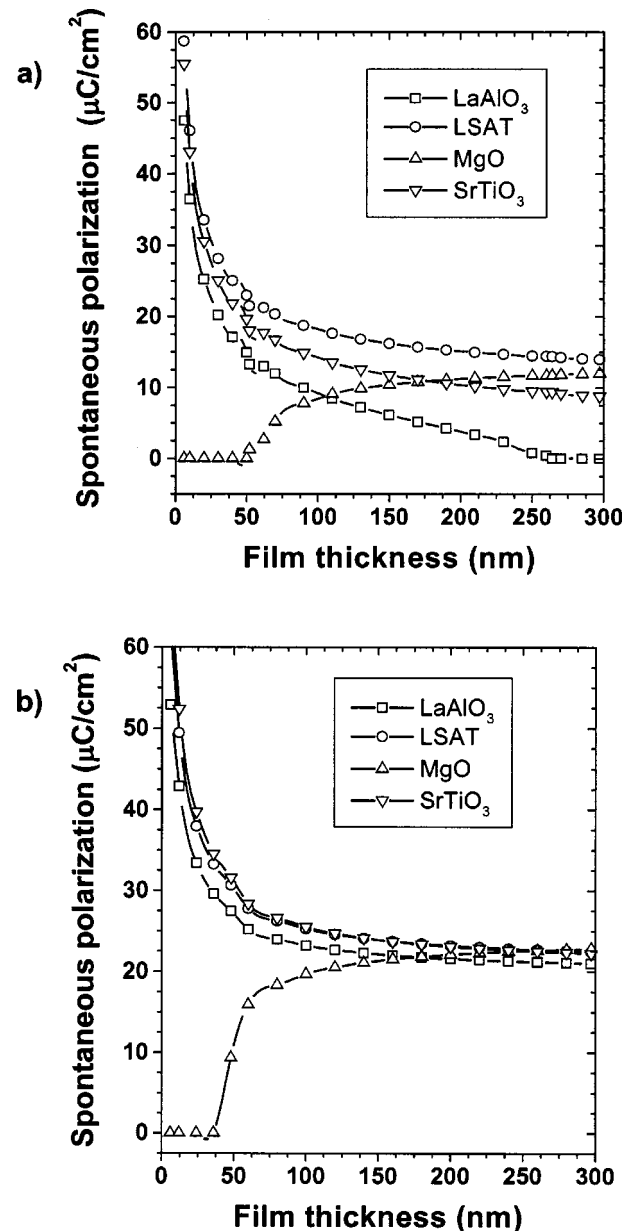 a)
Spontaneous polarization (μC/cm²)
60
50
40
30
20
10
0
LaAlO₃
LSAT
MgO
SrTiO₃
0 50 100 150 200 250 300
Film thickness (nm)
b)
Spontaneous polarization (μC/cm²)
60
50
40
30
20
10
0
LaAlO₃
LSAT
MgO
SrTiO₃
0 50 100 150 200 250 300
Film thickness (nm)